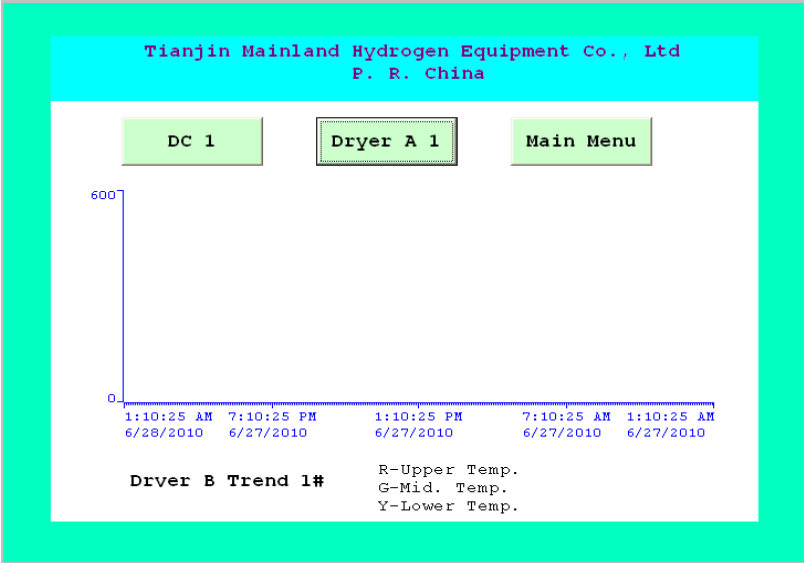 Tianjin Mainland Hydrogen Equipment Co., Ltd
P. R. China
DC 1 Dryer A 1 Main Menu
600
0
1:10:25 AM 7:10:25 PM 1:10:25 PM 7:10:25 AM 1:10:25 AM
6/28/2010 6/27/2010 6/27/2010 6/27/2010 6/27/2010
Dryer B Trend 1#
R-Upper Temp.
G-Mid. Temp.
Y-Lower Temp.